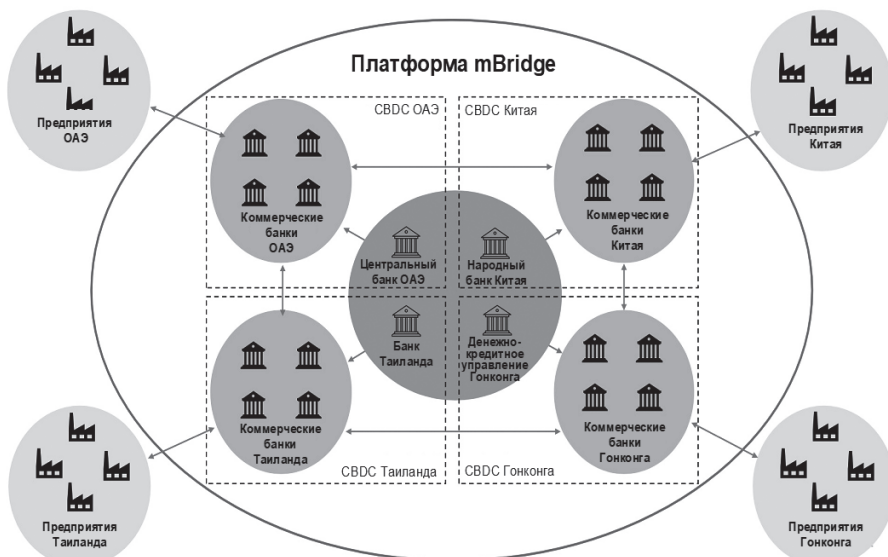 Платформа mBridge
Предприятия
ОАЭ
Предприятия
Китая
CBDC ОАЭ
CBDC Китая
Коммерческие
банки
ОАЭ
Коммерческие
банки
Китая
Центральный
банк ОАЭ
Народный
банк Китая
Банк
Таиланда
Денежно-
кредитное
управление
Гонконга
Коммерческие
банки
Таиланда
Коммерческие
банки
Гонконга
CBDC Таиланда
CBDC Гонконга
Предприятия
Таиланда
Предприятия
Гонконга